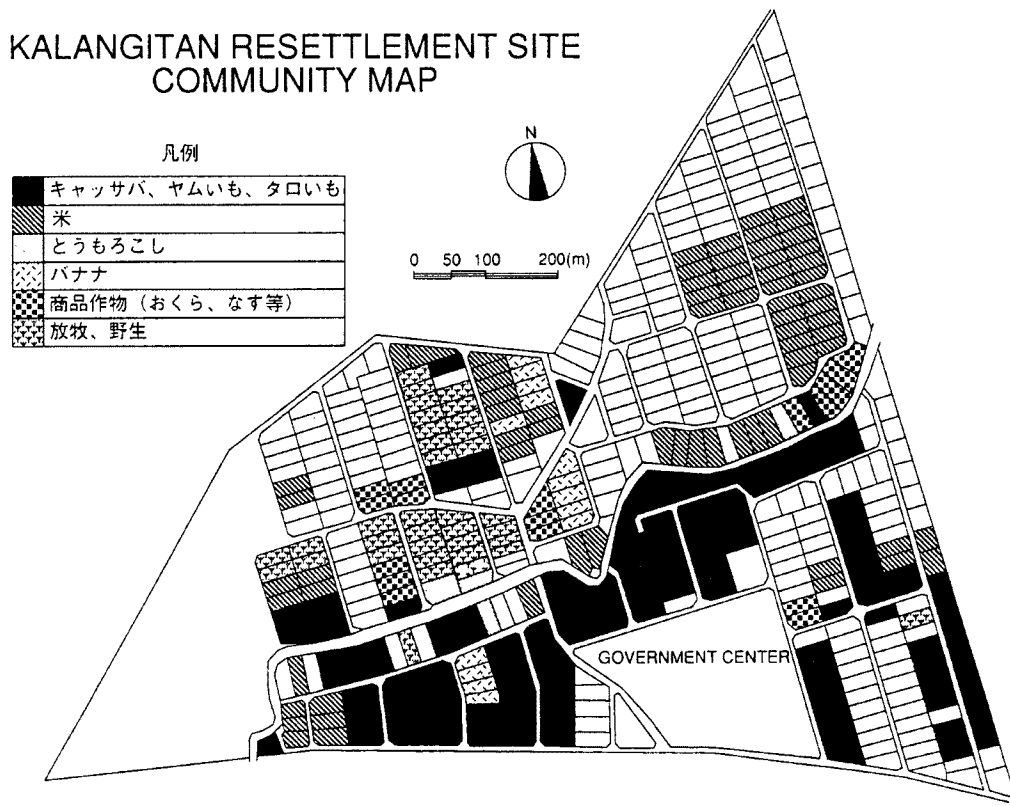 KALANGITAN RESETTLEMENT SITE
COMMUNITY MAP
凡例
キャッサバ、ヤムいも、タロいも
米
とうもろこし
バナナ
商品作物（おくら、なす等）
放牧、野生
N
0 50 100 200(m)
GOVERNMENT CENTER